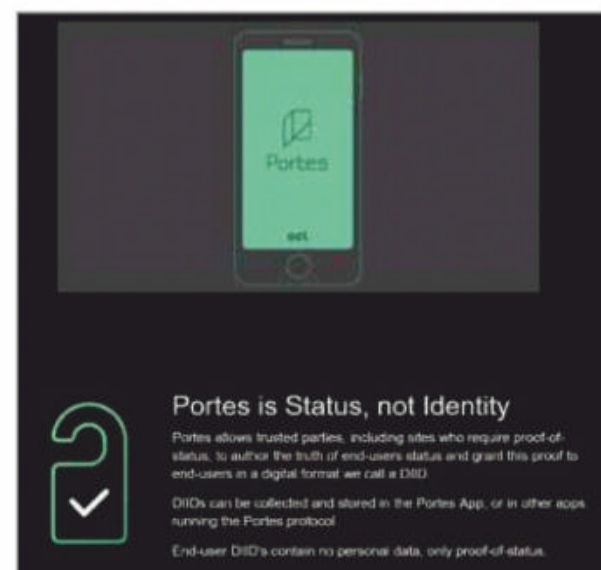 Portes
Portes is Status, not Identity
Portes allows trusted parties, including sites who require proof-of-
status, to author the truth of end-users status and grant this proof to
end-users in a digital format we call a DIID
DIIDs can be collected and stored in the Portes App, or in other apps
running the Portes protocol
End-user DIID's contain no personal data, only proof-of-status.